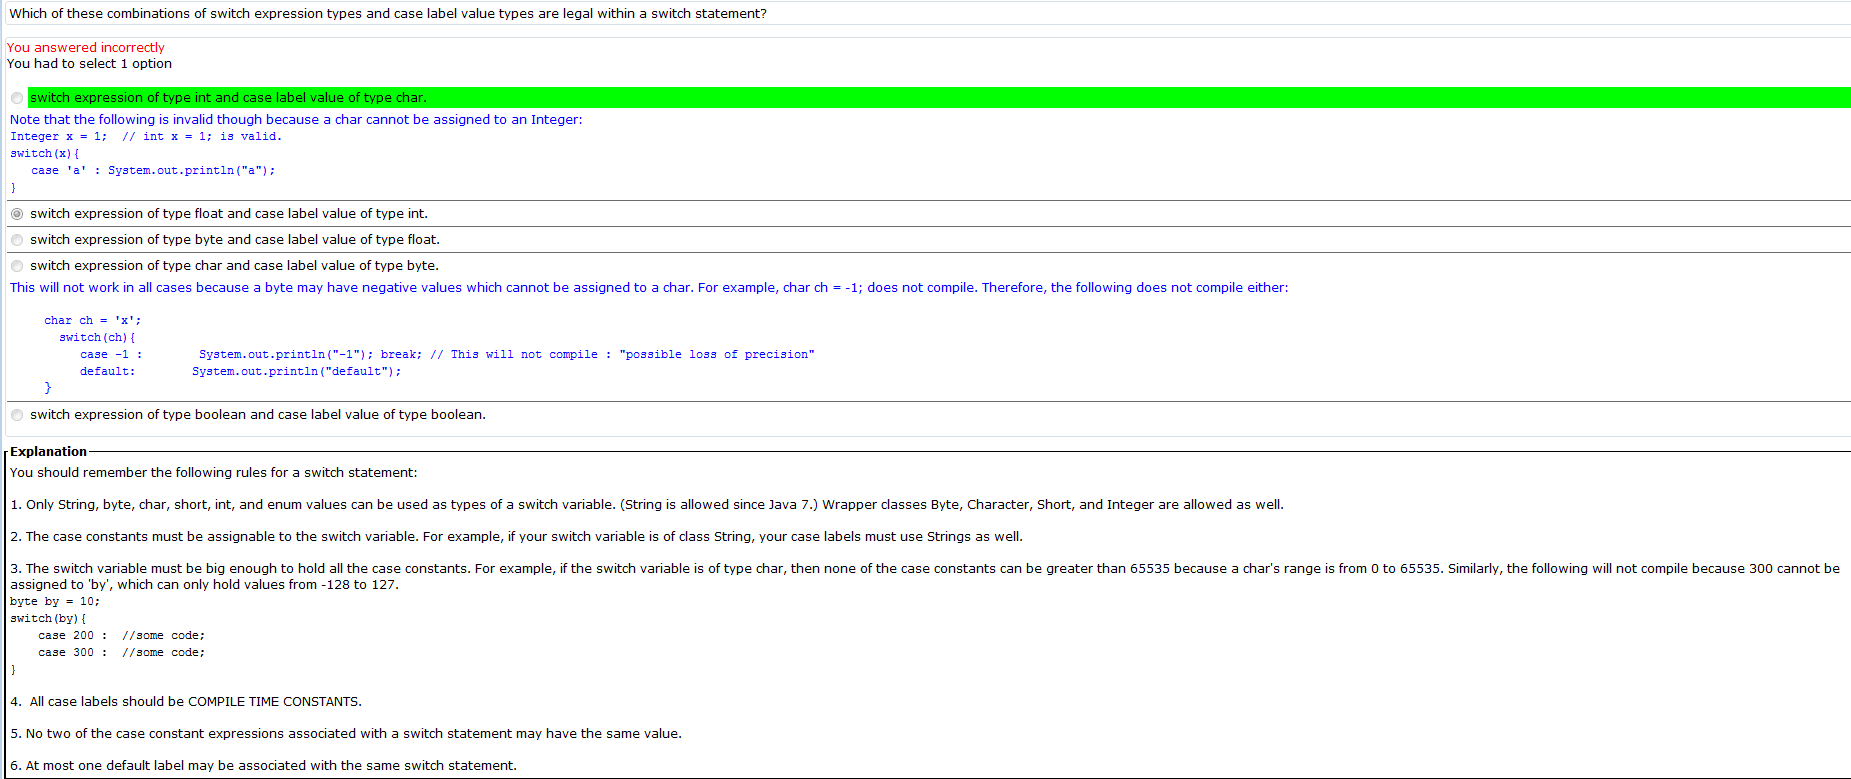 Which of these combinations of switch expression types and case label value types are legal within a switch statement?
You answered incorrectly
You had to select 1 option
switch expression of type int and case label value of type char.
Note that the following is invalid though because a char cannot be assigned to an Integer:
Integer x = 1;  // int x = 1; is valid.
switch(x){
   case 'a' : System.out.println("a");
}
switch expression of type float and case label value of type int.
switch expression of type byte and case label value of type float.
switch expression of type char and case label value of type byte.
This will not work in all cases because a byte may have negative values which cannot be assigned to a char. For example, char ch = -1; does not compile. Therefore, the following does not compile either:
char ch = 'x';
  switch(ch){
     case -1 :        System.out.println("-1"); break; // This will not compile : "possible loss of precision"
     default:        System.out.println("default");
}
switch expression of type boolean and case label value of type boolean.
Explanation
You should remember the following rules for a switch statement:
1. Only String, byte, char, short, int, and enum values can be used as types of a switch variable. (String is allowed since Java 7.) Wrapper classes Byte, Character, Short, and Integer are allowed as well.
2. The case constants must be assignable to the switch variable. For example, if your switch variable is of class String, your case labels must use Strings as well.
3. The switch variable must be big enough to hold all the case constants. For example, if the switch variable is of type char, then none of the case constants can be greater than 65535 because a char's range is from 0 to 65535. Similarly, the following will not compile because 300 cannot be
assigned to 'by', which can only hold values from -128 to 127.
byte by = 10;
switch(by){
    case 200 :  //some code;
    case 300 :  //some code;
}
4.  All case labels should be COMPILE TIME CONSTANTS.
5. No two of the case constant expressions associated with a switch statement may have the same value.
6. At most one default label may be associated with the same switch statement.